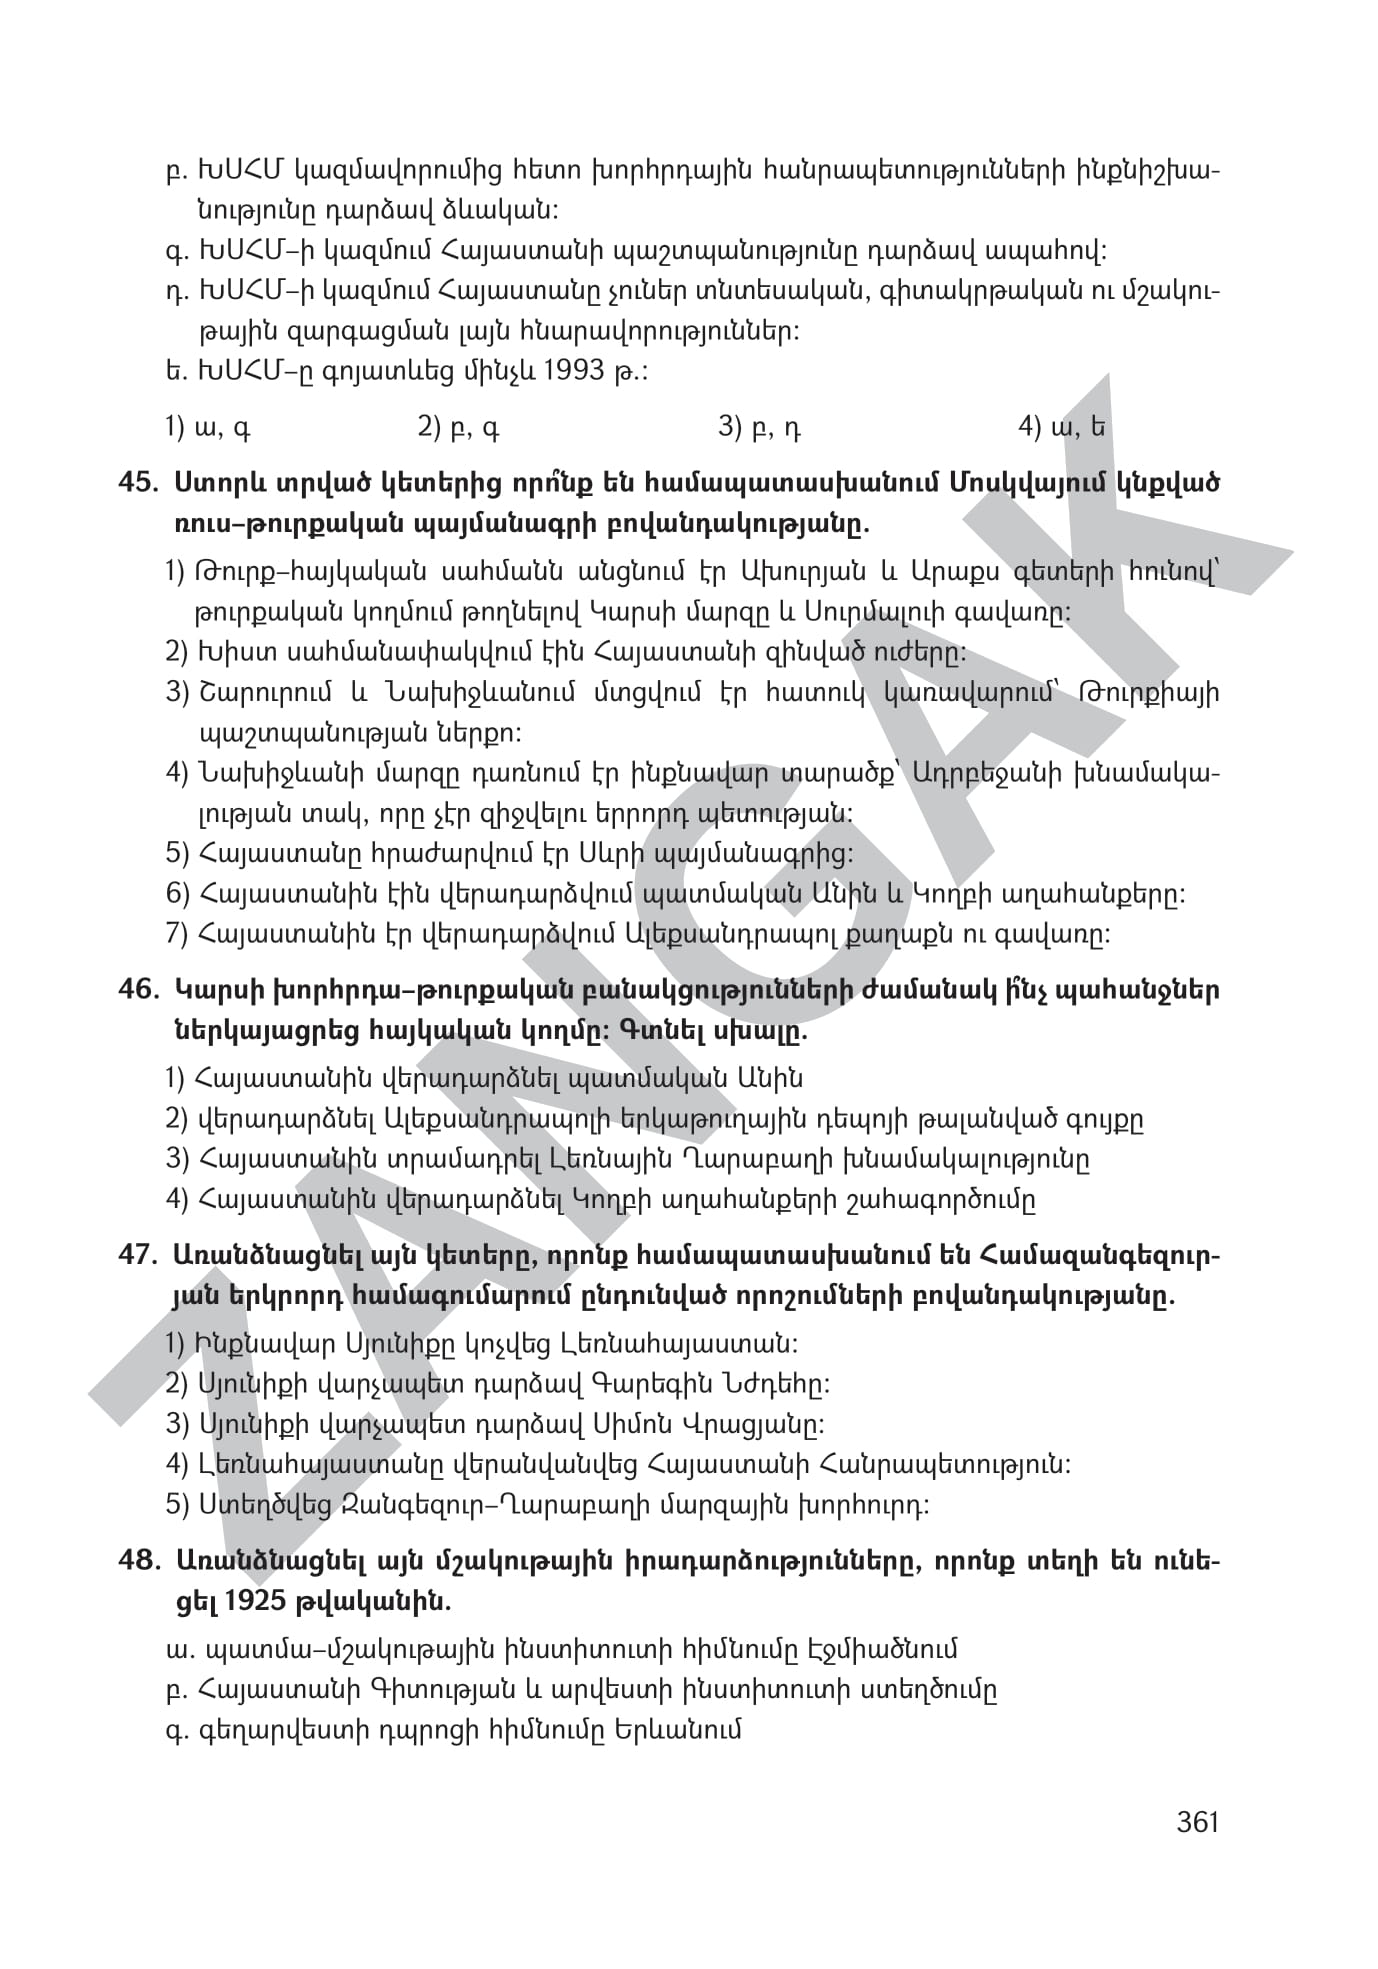 բ. ԽՍՀՄ կազմավորումից հետո խորհրդային հանրապետությունների ինքնիշխա-
նությունը դարձավ ձևական:
գ. ԽՍՀՄ–ի կազմում Հայաստանի պաշտպանությունը դարձավ ապահով:
դ. ԽՍՀՄ–ի կազմում Հայաստանը չուներ տնտեսական, գիտակրթական ու մշակու-
թային զարգացման լայն հնարավորություններ:
ե. ԽՍՀՄ–ը գոյատևեց մինչև 1993 թ.:
1) ա, գ 2) բ, գ 3) բ, դ 4) ա, ե
45. Ստորև տրված կետերից որո՞նք են համապատասխանում Մոսկվայում կնքված
ռուս–թուրքական պայմանագրի բովանդակությանը.
1) Թուրք–հայկական սահմանն անցնում էր Ախուրյան և Արաքս գետերի հունով՝
թուրքական կողմում թողնելով Կարսի մարզը և Սուրմալուի գավառը:
2) Խիստ սահմանափակվում էին Հայաստանի զինված ուժերը:
3) Շարուրում և Նախիջևանում մտցվում էր հատուկ կառավարում՝ Թուրքիայի
պաշտպանության ներքո:
4) Նախիջևանի մարզը դառնում էր ինքնավար տարածք՝ Ադրբեջանի խնամակա-
լության տակ, որը չէր զիջվելու երրորդ պետության:
5) Հայաստանը հրաժարվում էր Սևրի պայմանագրից:
6) Հայաստանին էին վերադարձվում պատմական Անին և Կողբի աղահանքերը:
7) Հայաստանին էր վերադարձվում Ալեքսանդրապոլ քաղաքն ու գավառը:
46. Կարսի խորհրդա–թուրքական բանակցությունների ժամանակ ի՞նչ պահանջներ
ներկայացրեց հայկական կողմը: Գտնել սխալը.
1) Հայաստանին վերադարձնել պատմական Անին
2) վերադարձնել Ալեքսանդրապոլի երկաթուղային դեպոյի թալանված գույքը
3) Հայաստանին տրամադրել Լեռնային Ղարաբաղի խնամակալությունը
4) Հայաստանին վերադարձնել Կողբի աղահանքերի շահագործումը
47. Առանձնացնել այն կետերը, որոնք համապատասխանում են Համազանգեզուր-
յան երկրորդ համագումարում ընդունված որոշումների բովանդակությանը.
1) Ինքնավար Սյունիքը կոչվեց Լեռնահայաստան:
2) Սյունիքի վարչապետ դարձավ Գարեգին Նժդեհը:
3) Սյունիքի վարչապետ դարձավ Սիմոն Վրացյանը:
4) Լեռնահայաստանը վերանվանվեց Հայաստանի Հանրապետություն:
5) Ստեղծվեց Զանգեզուր–Ղարաբաղի մարզային խորհուրդ:
48. Առանձնացնել այն մշակութային իրադարձությունները, որոնք տեղի են ունե-
ցել 1925 թվականին.
ա. պատմա–մշակութային ինստիտուտի հիմնումը Էջմիածնում
բ. Հայաստանի Գիտության և արվեստի ինստիտուտի ստեղծումը
գ. գեղարվեստի դպրոցի հիմնումը Երևանում
361
ZANGAK